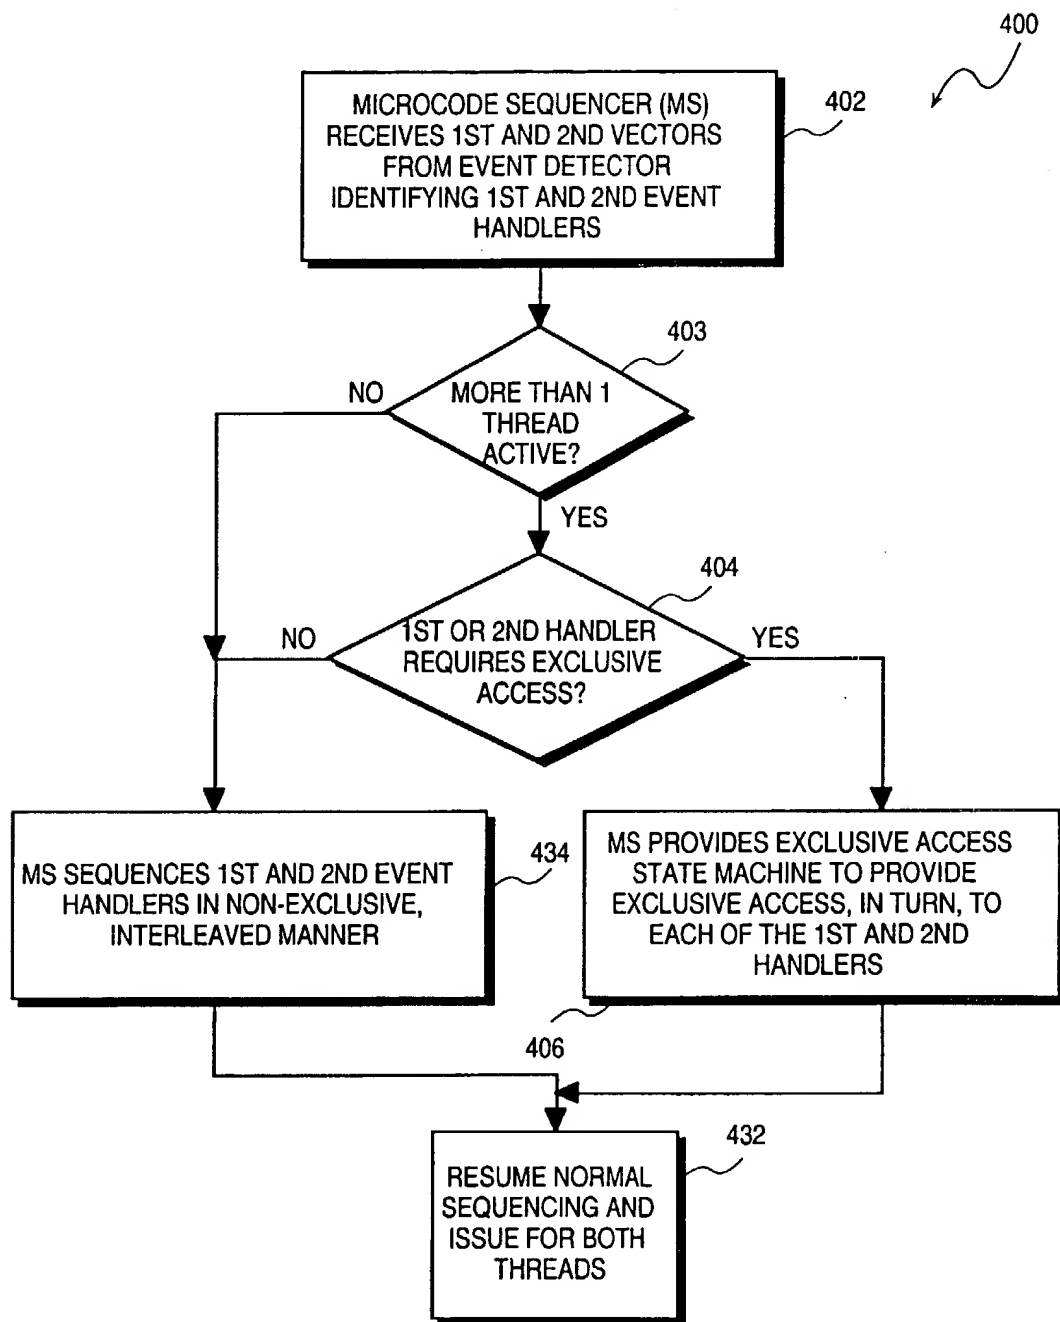 400
MICROCODE SEQUENCER (MS)
RECEIVES 1ST AND 2ND VECTORS
FROM EVENT DETECTOR
IDENTIFYING 1ST AND 2ND EVENT
HANDLERS
402
403
NO
MORE THAN 1
THREAD
ACTIVE?
YES
404
NO
1ST OR 2ND HANDLER
REQUIRES EXCLUSIVE
ACCESS?
YES
MS SEQUENCES 1ST AND 2ND EVENT
HANDLERS IN NON-EXCLUSIVE,
INTERLEAVED MANNER
434
MS PROVIDES EXCLUSIVE ACCESS
STATE MACHINE TO PROVIDE
EXCLUSIVE ACCESS, IN TURN, TO
EACH OF THE 1ST AND 2ND
HANDLERS
406
432
RESUME NORMAL
SEQUENCING AND
ISSUE FOR BOTH
THREADS